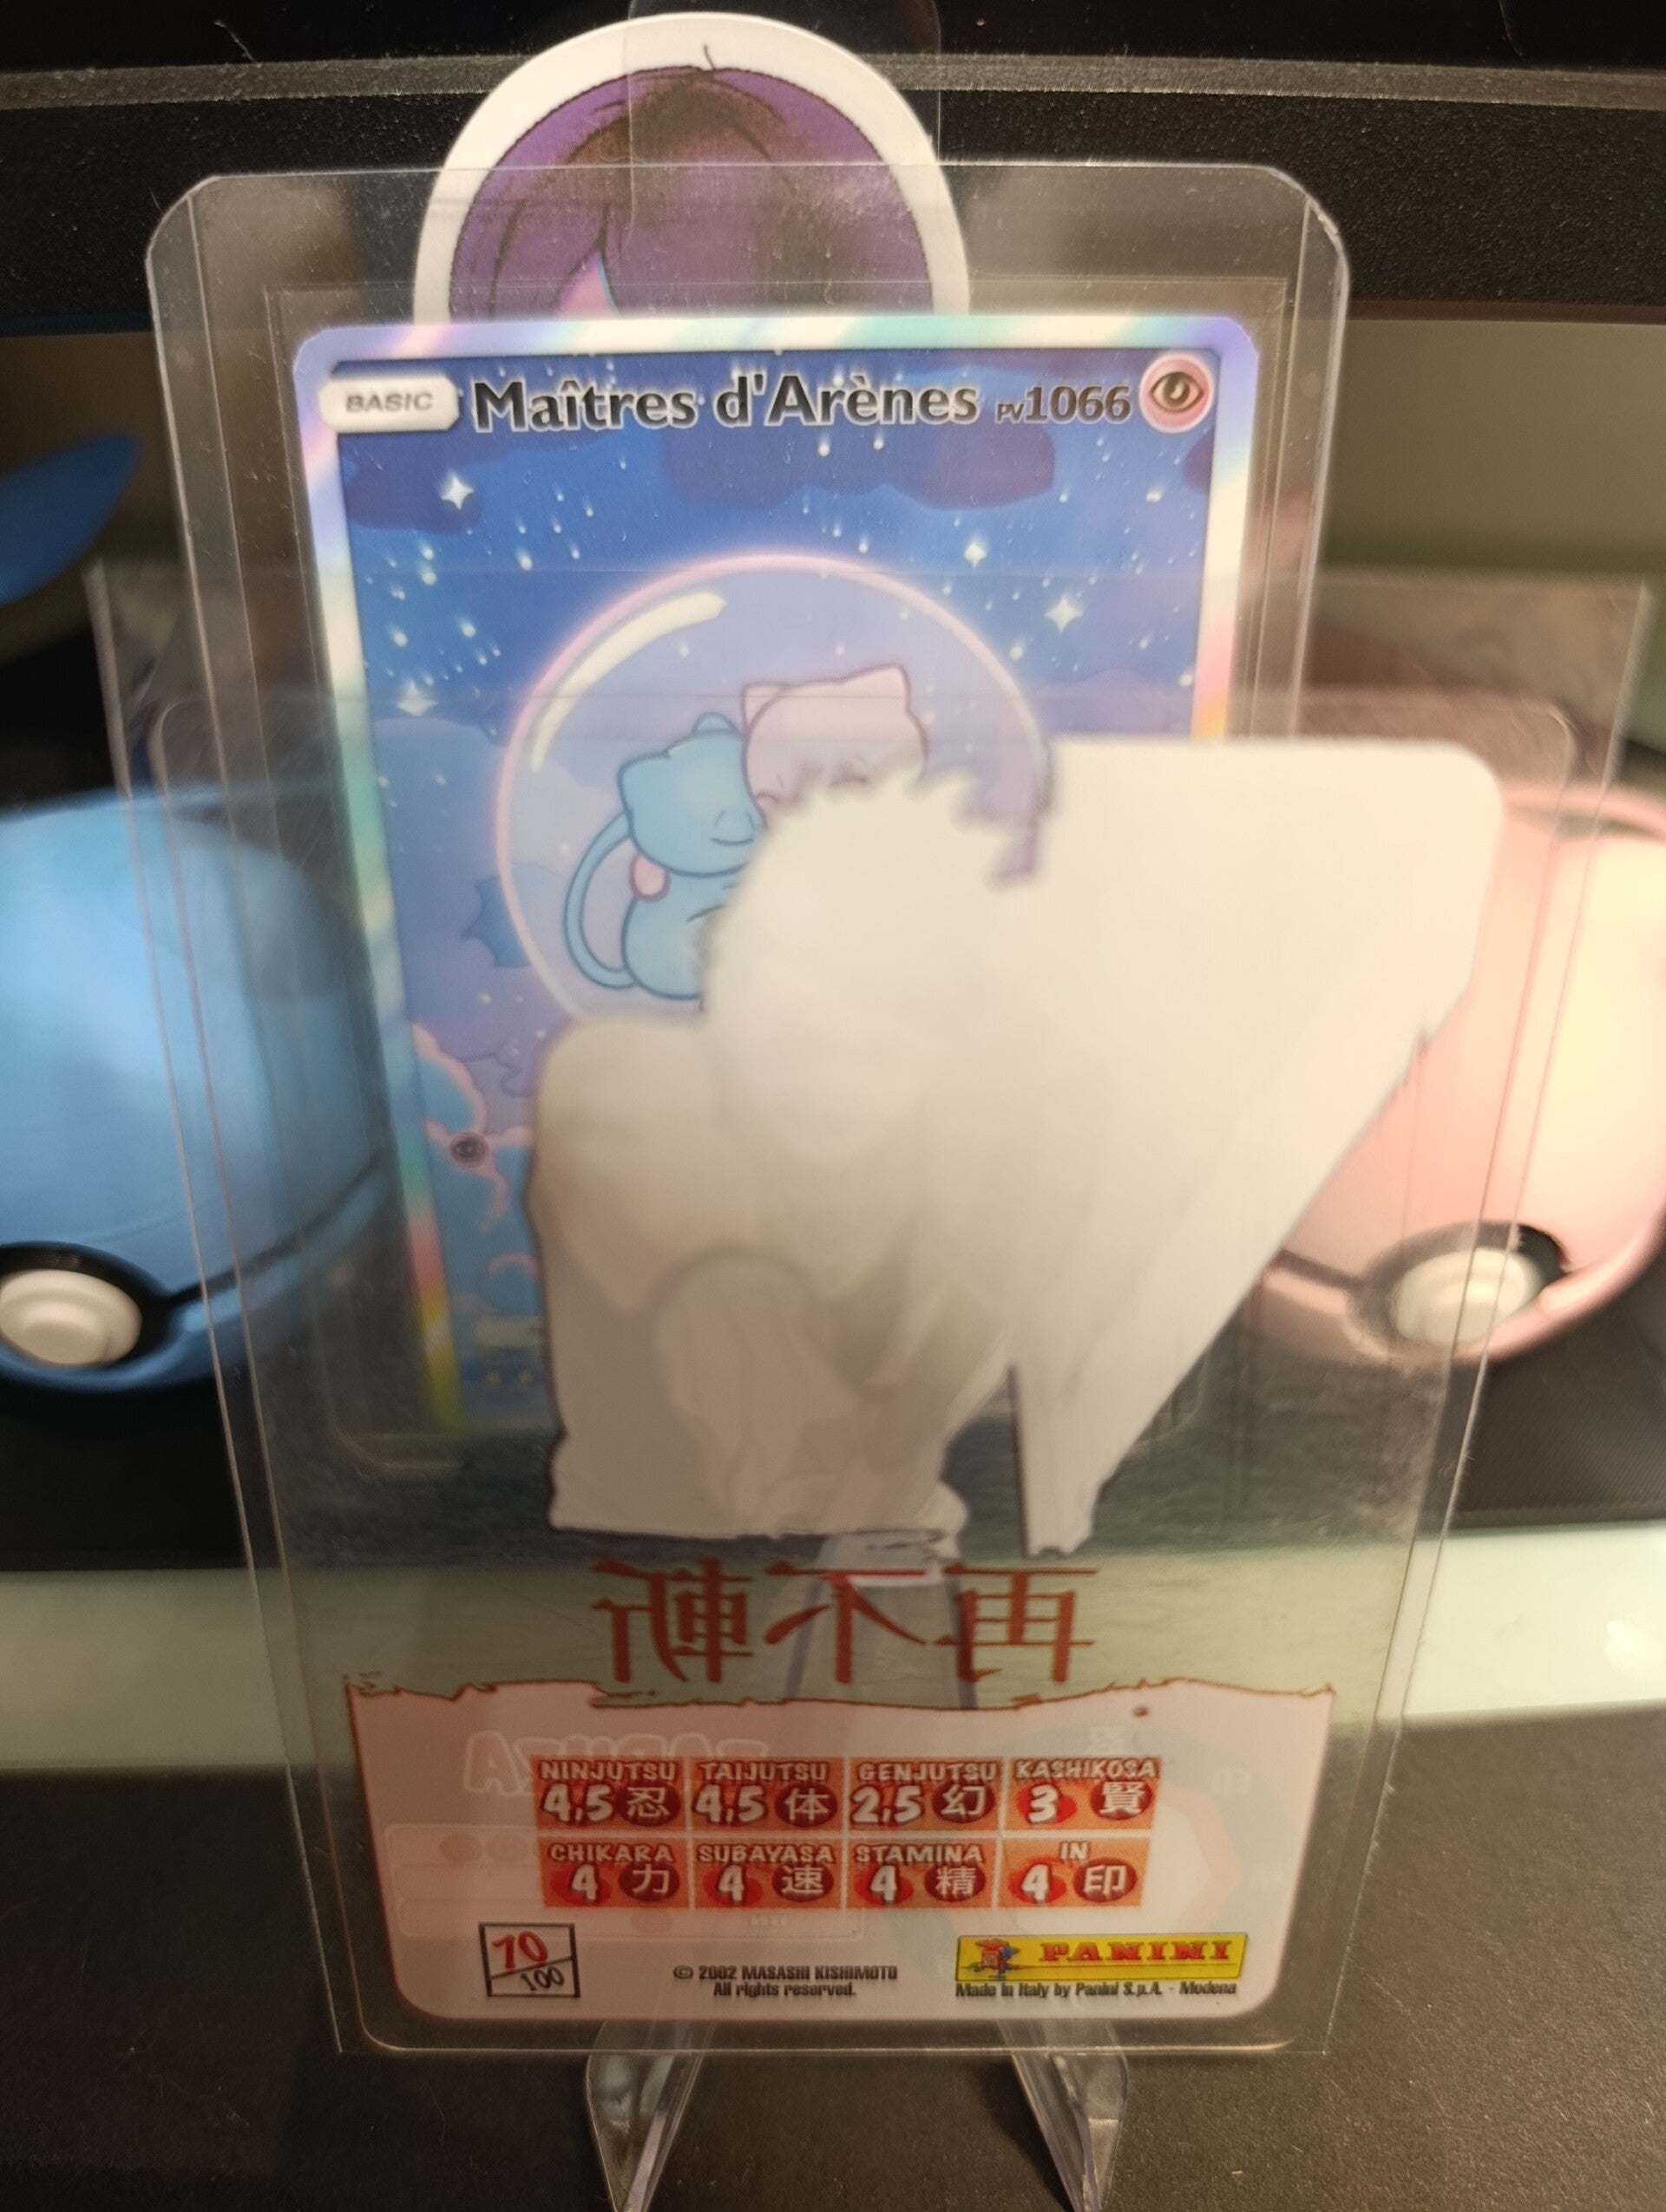 BASIC Maîtres d'Arènes PV1066
再不斬
ZABUZA
NINJUTSU TAIJUTSU GENJUTSU KASHIKOSA
4,5 忍 4,5 体 2,5 幻 3 賢
CHIKARA SUBAYASA STAMINA IN
4 力 4 速 4 精 4 印
70/100
© 2002 MASASHI KISHIMOTO
All rights reserved.
PANINI
Made in Italy by Panini S.p.A. - Modena